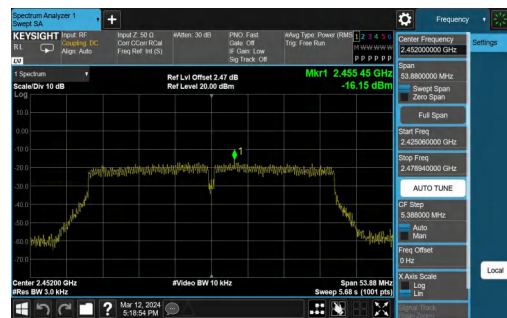 Spectrum Analyzer 1
Swept SA
Frequency
KEYSIGHT
RL
Input: RF
Coupling: DC
Align: Auto
Input Z: 50 Ω
Corr CCorr RCal
Freq Ref: Int (S)
#Atten: 30 dB
PNO: Fast
Gate: Off
IF Gain: Low
Sig Track: Off
#Avg Type: Power (RMS
Trig: Free Run
1 2 3 4 5 6
M W W W W W
P P P P P P
LV
1 Spectrum
Scale/Div 10 dB
Log
Ref Lvl Offset 2.47 dB
Ref Level 20.00 dBm
Mkr1 2.455 45 GHz
-16.15 dBm
10.0
0.00
-10.0
-20.0
-30.0
-40.0
-50.0
-60.0
-70.0
1
Center 2.45200 GHz
#Res BW 3.0 kHz
#Video BW 10 kHz
Span 53.88 MHz
Sweep 5.68 s (1001 pts)
Mar 12, 2024
5:18:54 PM
Center Frequency
2.452000000 GHz
Span
53.8800000 MHz
Swept Span
Zero Span
Full Span
Start Freq
2.425060000 GHz
Stop Freq
2.478940000 GHz
AUTO TUNE
CF Step
5.388000 MHz
Auto
Man
Freq Offset
0 Hz
X Axis Scale
Log
Lin
Signal Track
Settings
Local